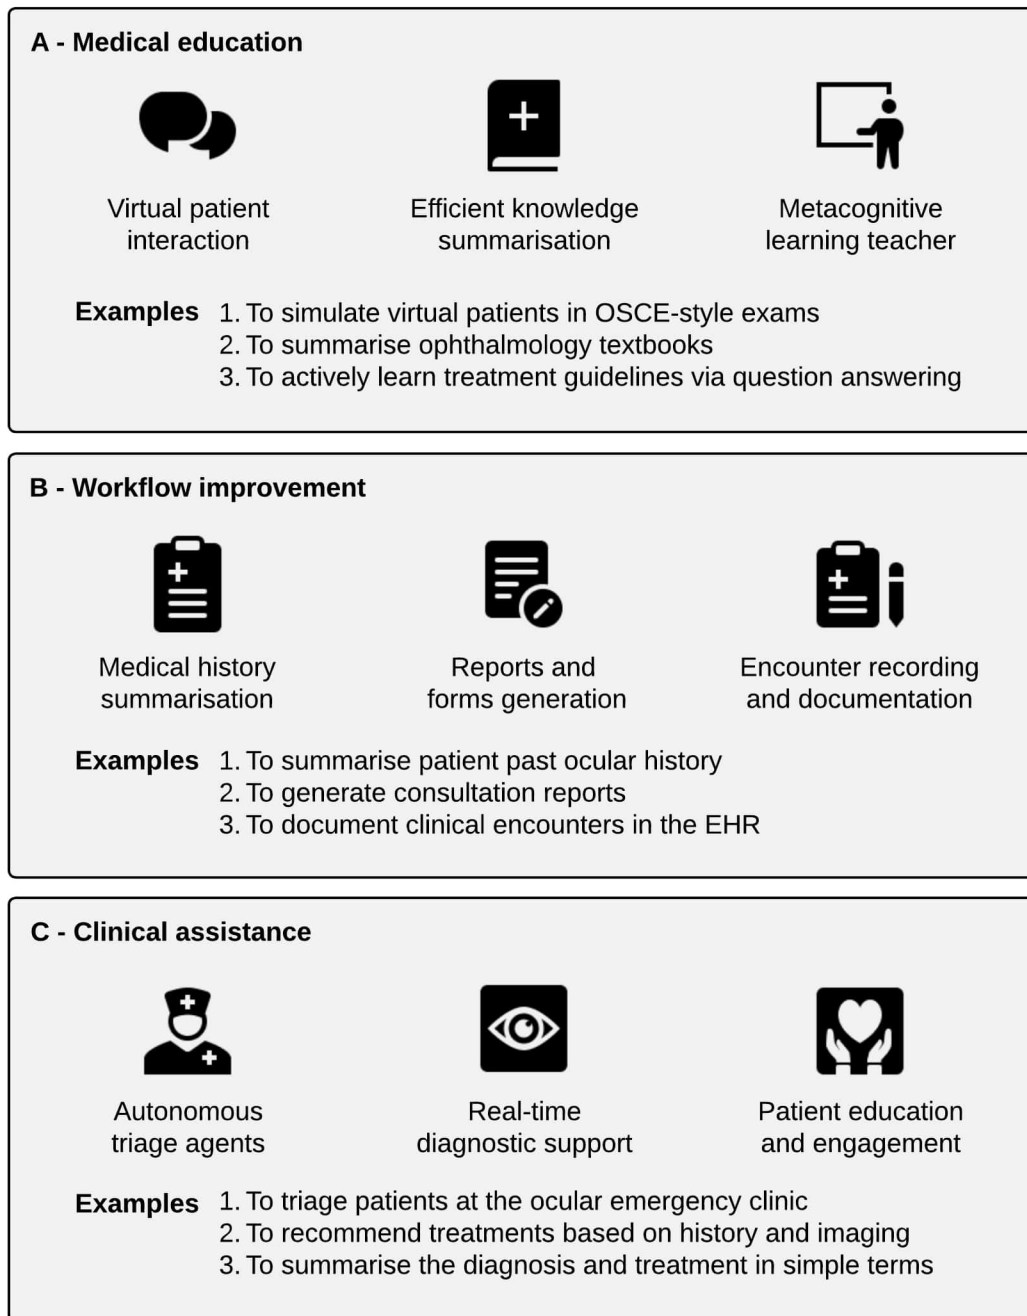 A - Medical education
Virtual patient
interaction
Efficient knowledge
summarisation
Metacognitive
learning teacher
Examples
1. To simulate virtual patients in OSCE-style exams
2. To summarise ophthalmology textbooks
3. To actively learn treatment guidelines via question answering
B - Workflow improvement
Medical history
summarisation
Reports and
forms generation
Encounter recording
and documentation
Examples
1. To summarise patient past ocular history
2. To generate consultation reports
3. To document clinical encounters in the EHR
C - Clinical assistance
Autonomous
triage agents
Real-time
diagnostic support
Patient education
and engagement
Examples
1. To triage patients at the ocular emergency clinic
2. To recommend treatments based on history and imaging
3. To summarise the diagnosis and treatment in simple terms